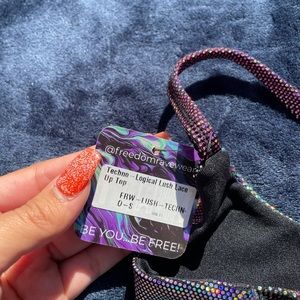 @freedomravewear
Techno-Logical Lush Lace
Up Top
FRW-LUSH-TECHN-
O-S
BE YOU...BE FREE!